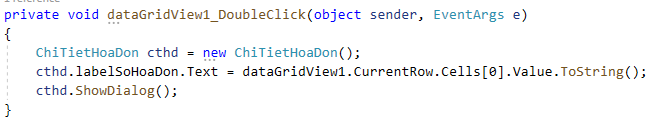 private void dataGridView1_DoubleClick(object sender, EventArgs e)
{
ChiTietHoaDon cthd = new ChiTietHoaDon();
cthd.labelSoHoaDon.Text = dataGridView1.CurrentRow.Cells[0].Value.ToString();
cthd.ShowDialog();
}